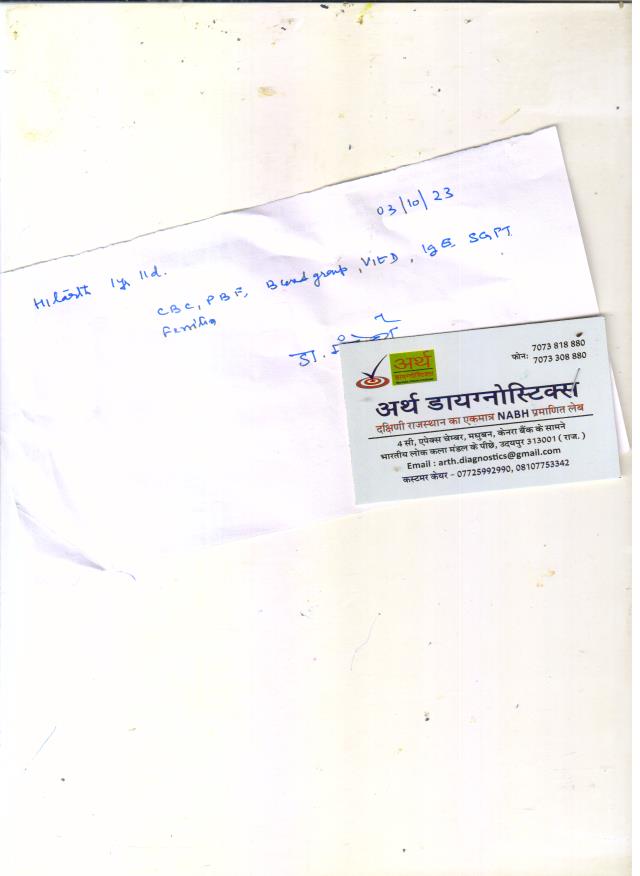 03/10/23
1y 11d.
CBC, PBF, Blood group, Vit D, IgE SGPT
Ferritin
डा.
अर्थ
डायग्नोस्टिक्स
फोन: 7073 818 880
7073 308 880
अर्थ डायग्नोस्टिक्स
दक्षिणी राजस्थान का एकमात्र NABH प्रमाणित लेब
4 सी, एपेक्स चेम्बर, मधुबन, केनरा बैंक के सामने
भारतीय लोक कला मंडल के पीछे, उदयपुर 313001 ( राज. )
Email : arth.diagnostics@gmail.com
कस्टमर केयर - 07725992990, 08107753342